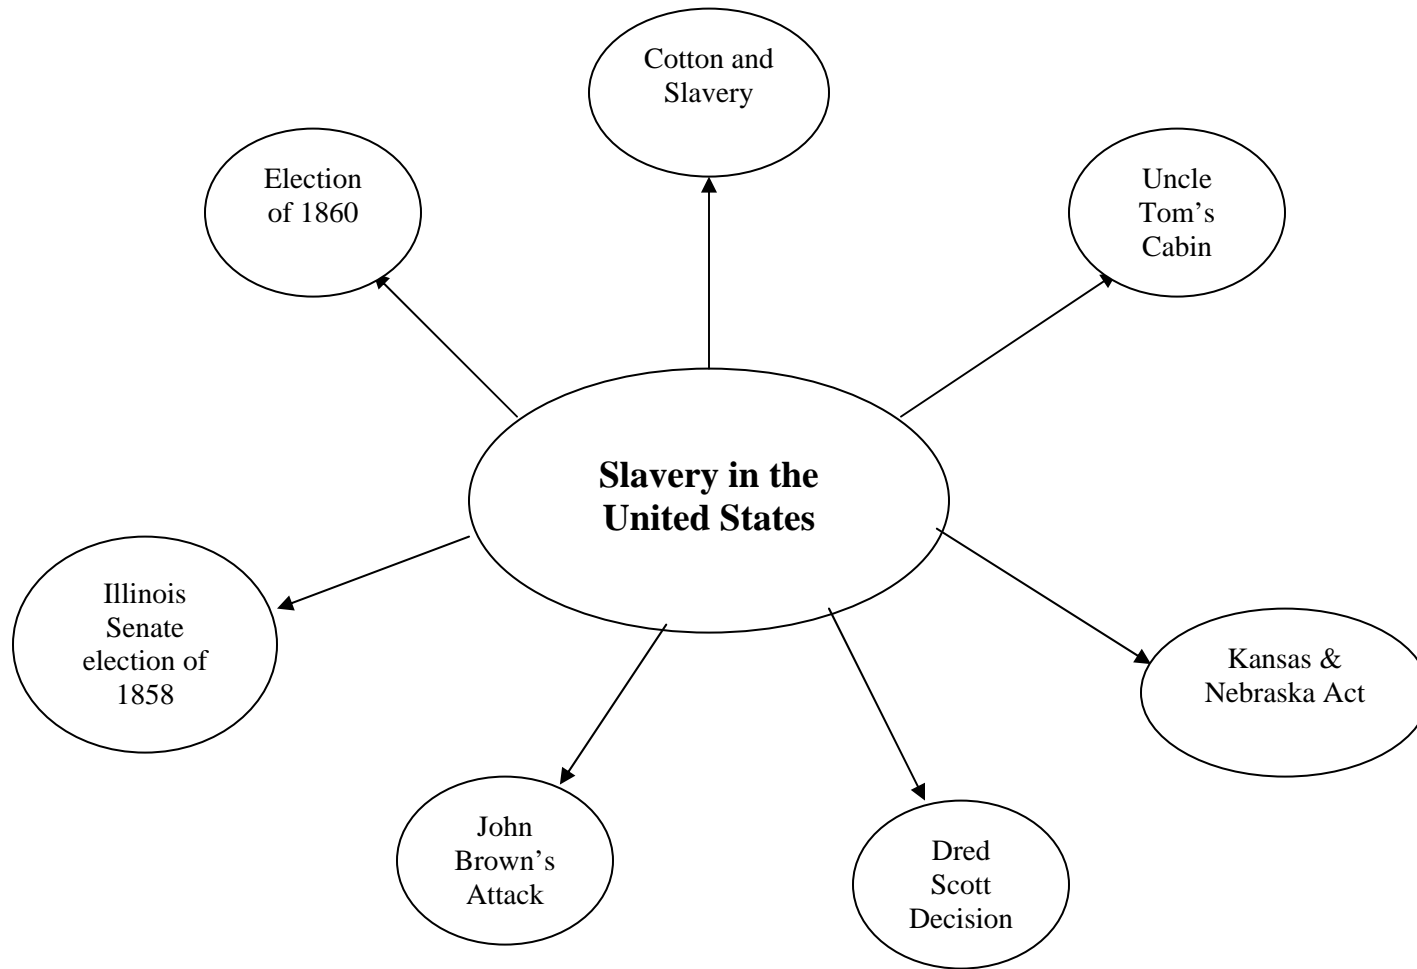 Cotton and
Slavery
Election
of 1860
Uncle
Tom’s
Cabin
Slavery in the
United States
Illinois
Senate
election of
1858
Kansas &
Nebraska Act
John
Brown’s
Attack
Dred
Scott
Decision